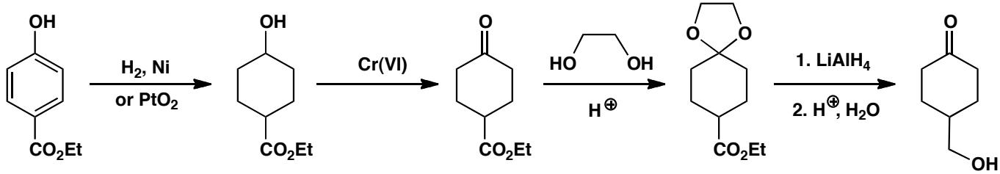 OH
CO₂Et
H₂, Ni
or PtO₂
OH
CO₂Et
Cr(VI)
O
CO₂Et
HO OH
H⊕
O O
CO₂Et
1. LiAlH₄
2. H⊕, H₂O
O
OH